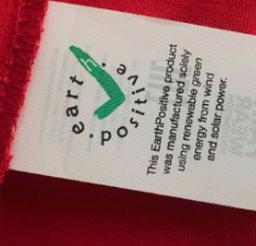 earth
positive
This EarthPositive product
was manufactured solely
using renewable green
energy from wind
and solar power.